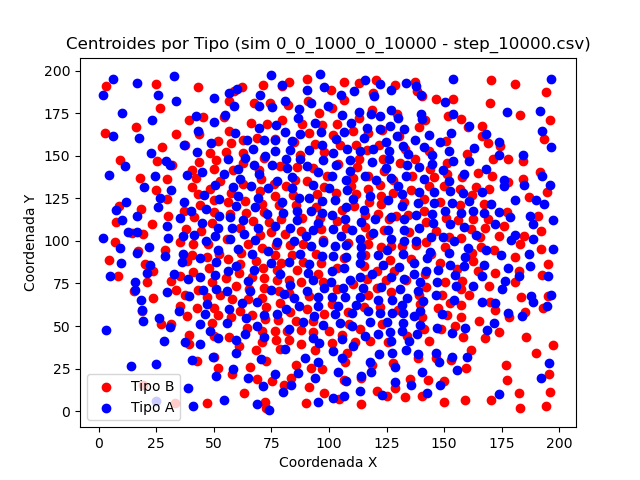 Centroides por Tipo (sim 0_0_1000_0_10000 - step_10000.csv)
200
175
150
125
100
75
50
25
0
Coordenada Y
Tipo B
Tipo A
0 25 50 75 100 125 150 175 200
Coordenada X